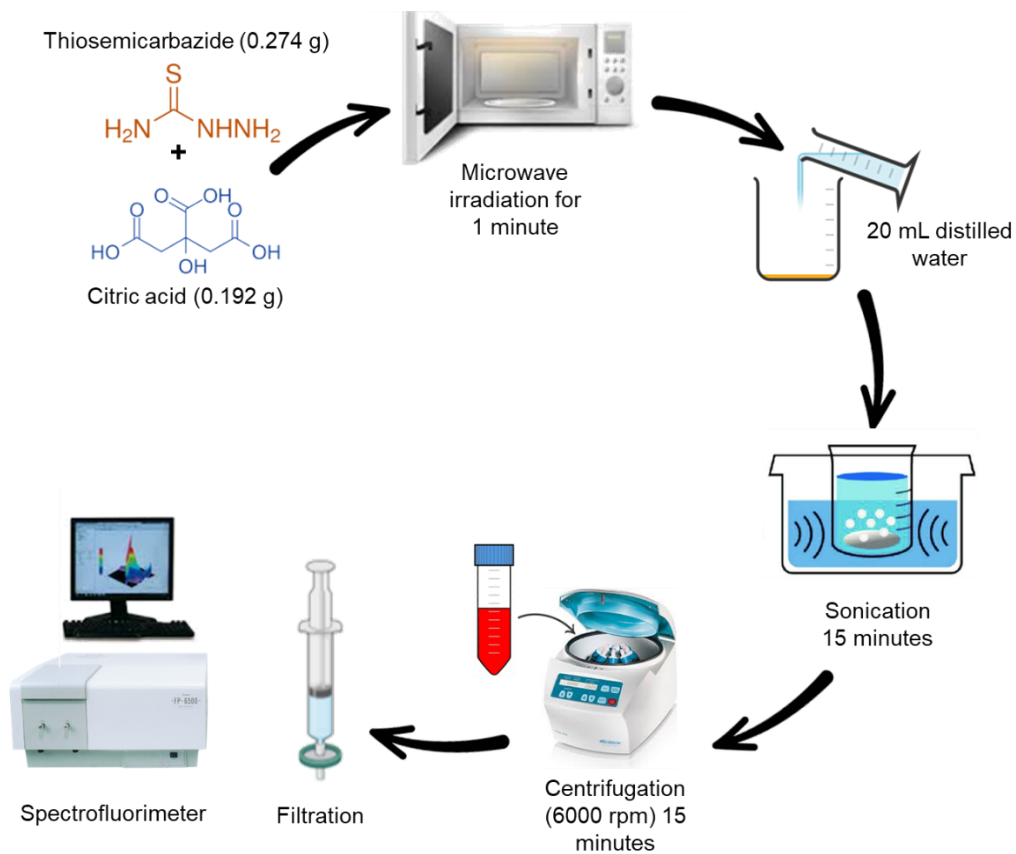 Thiosemicarbazide (0.274 g)
S
H₂N
NHNH₂
+
O
OH
O
O
HO
OH
OH
Citric acid (0.192 g)
Microwave
irradiation for
1 minute
20 mL distilled
water
Sonication
15 minutes
Centrifugation
(6000 rpm) 15
minutes
Filtration
FP-6500
Spectrofluorimeter